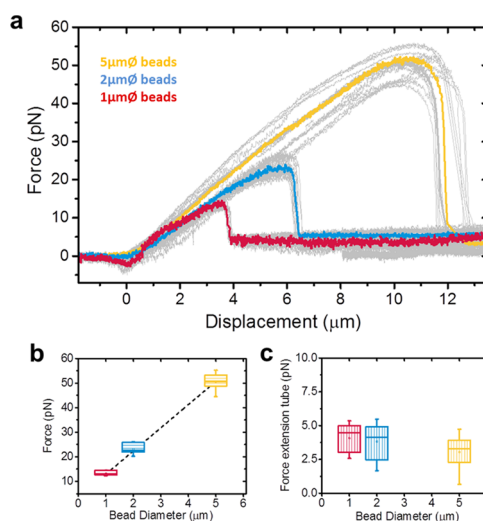 a
5μmØ beads
2μmØ beads
1μmØ beads
Force (pN)
60
50
40
30
20
10
0
0 2 4 6 8 10 12
Displacement (μm)
b
Force (pN)
60
50
40
30
20
10
0 1 2 3 4 5 6
Bead Diameter (μm)
c
Force extension tube (pN)
10.0
7.5
5.0
2.5
0.0
0 1 2 3 4 5
Bead Diameter (μm)